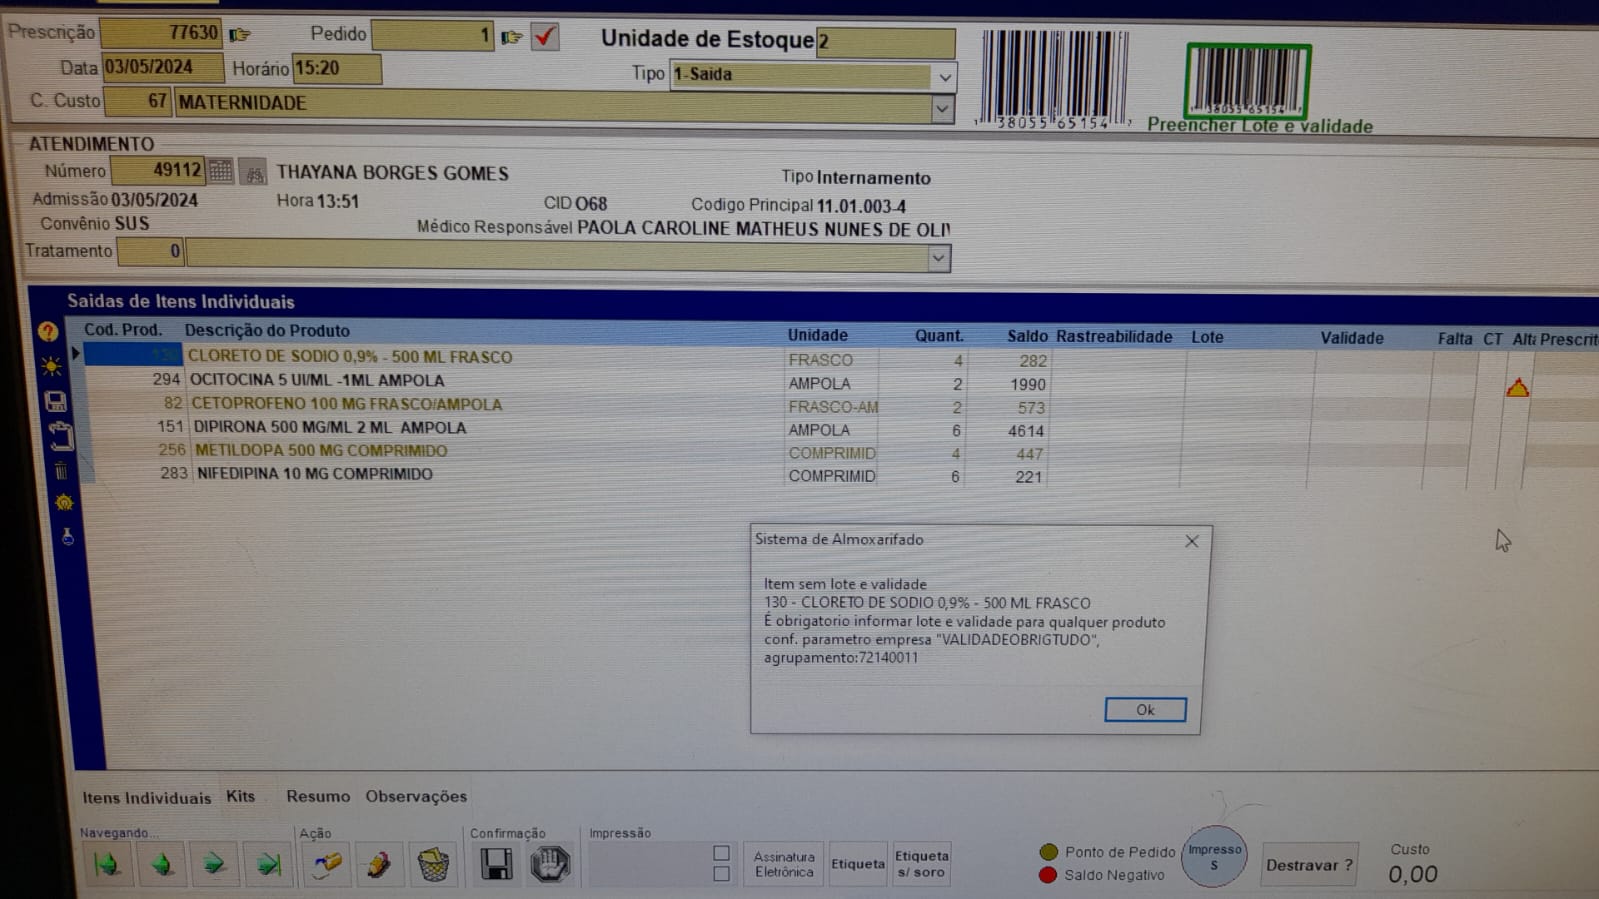 Prescrição 77630 Pedido 1 Unidade de Estoque 2
Data 03/05/2024 Horário 15:20 Tipo 1-Saida
C. Custo 67 MATERNIDADE
38055 65154
38055 65154
Preencher Lote e validade
ATENDIMENTO
Número 49112 THAYANA BORGES GOMES Tipo Internamento
Admissão 03/05/2024 Hora 13:51 CID O68 Codigo Principal 11.01.003-4
Convênio SUS Médico Responsável PAOLA CAROLINE MATHEUS NUNES DE OLI
Tratamento 0
Saidas de Itens Individuais
Cod. Prod. Descrição do Produto Unidade Quant. Saldo Rastreabilidade Lote Validade Falta CT Alta Prescrit
130 CLORETO DE SODIO 0,9% - 500 ML FRASCO FRASCO 4 282
294 OCITOCINA 5 UI/ML -1ML AMPOLA AMPOLA 2 1990
82 CETOPROFENO 100 MG FRASCO/AMPOLA FRASCO-AM 2 573
151 DIPIRONA 500 MG/ML 2 ML AMPOLA AMPOLA 6 4614
256 METILDOPA 500 MG COMPRIMIDO COMPRIMID 4 447
283 NIFEDIPINA 10 MG COMPRIMIDO COMPRIMID 6 221
Sistema de Almoxarifado
Item sem lote e validade
130 - CLORETO DE SODIO 0,9% - 500 ML FRASCO
É obrigatorio informar lote e validade para qualquer produto
conf. parametro empresa "VALIDADEOBRIGTUDO",
agrupamento:72140011
Ok
Itens Individuais Kits Resumo Observações
Navegando... Ação Confirmação Impressão
Assinatura
Eletrônica
Etiqueta
Etiqueta
s/ soro
Ponto de Pedido
Saldo Negativo
Impresso
s
Destravar ?
Custo
0,00